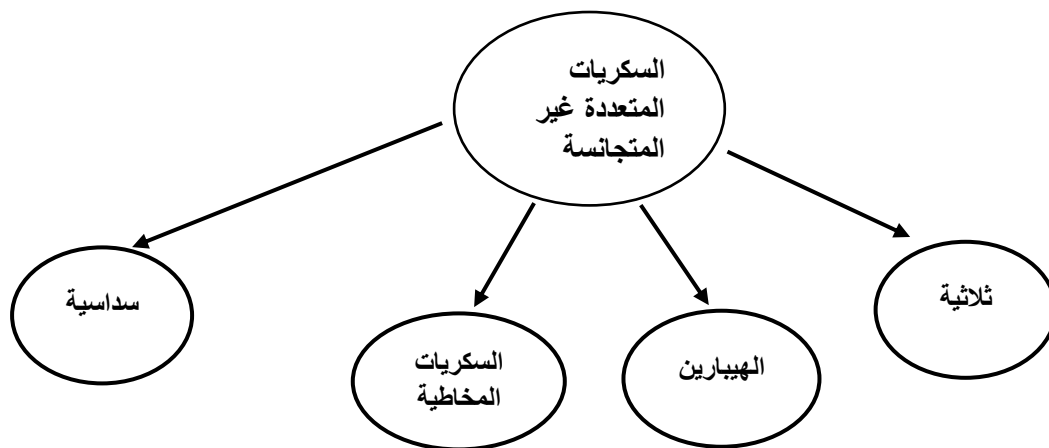 السكريات
المتعددة غير
المتجانسة
ثلاثية
الهيبارين
السكريات
المخاطية
سداسية